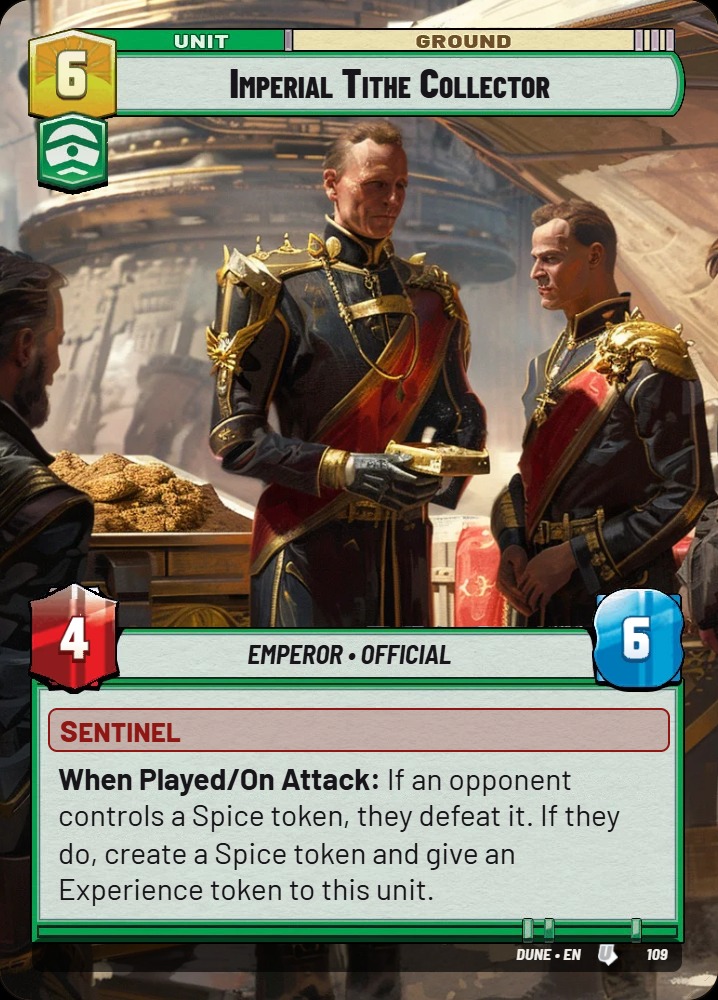 UNIT
GROUND
6
Imperial Tithe Collector
4
EMPEROR • OFFICIAL
6
SENTINEL
When Played/On Attack: If an opponent
controls a Spice token, they defeat it. If they
do, create a Spice token and give an
Experience token to this unit.
DUNE • EN U 109